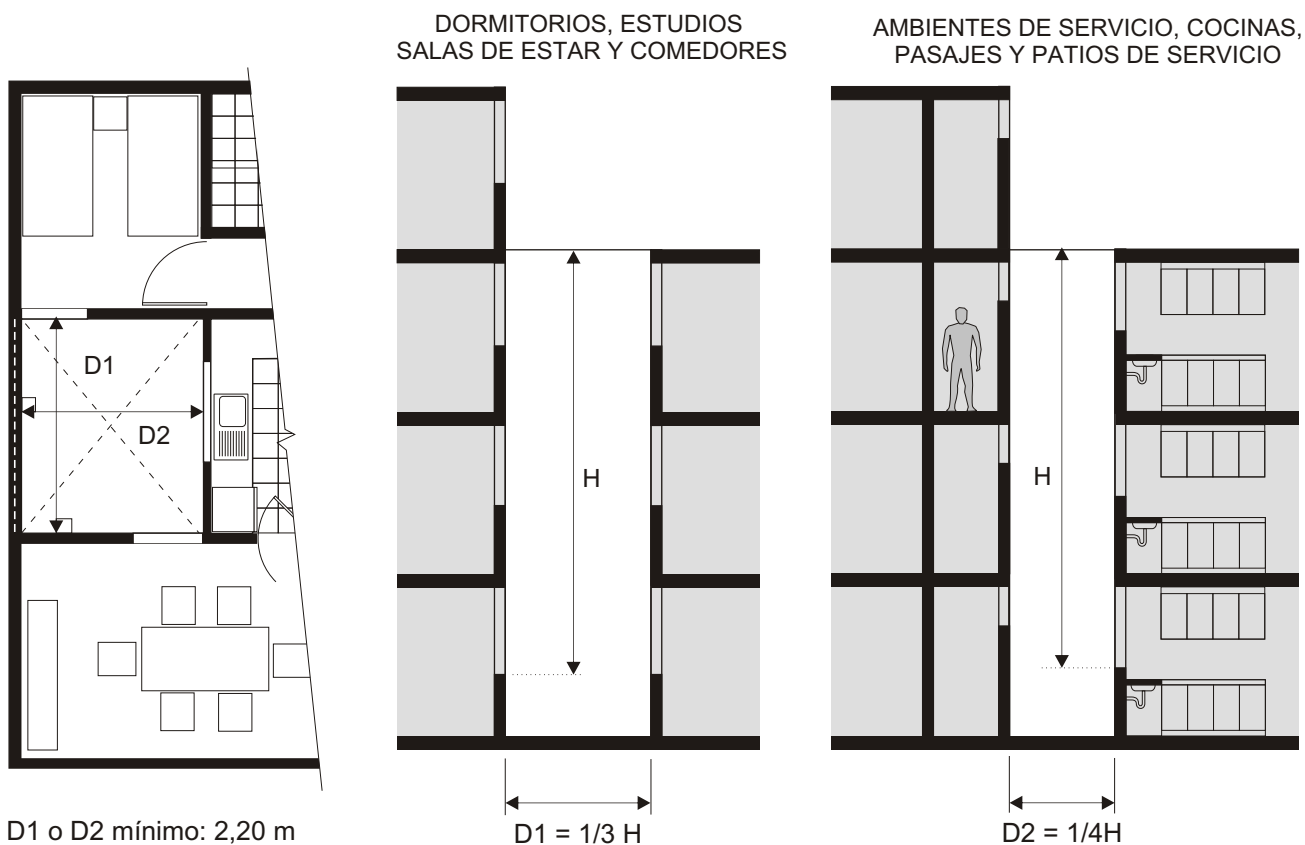 DORMITORIOS, ESTUDIOS
SALAS DE ESTAR Y COMEDORES
AMBIENTES DE SERVICIO, COCINAS,
PASAJES Y PATIOS DE SERVICIO
D1
D2
H
H
D1 o D2 mínimo: 2,20 m
D1 = 1/3 H
D2 = 1/4H